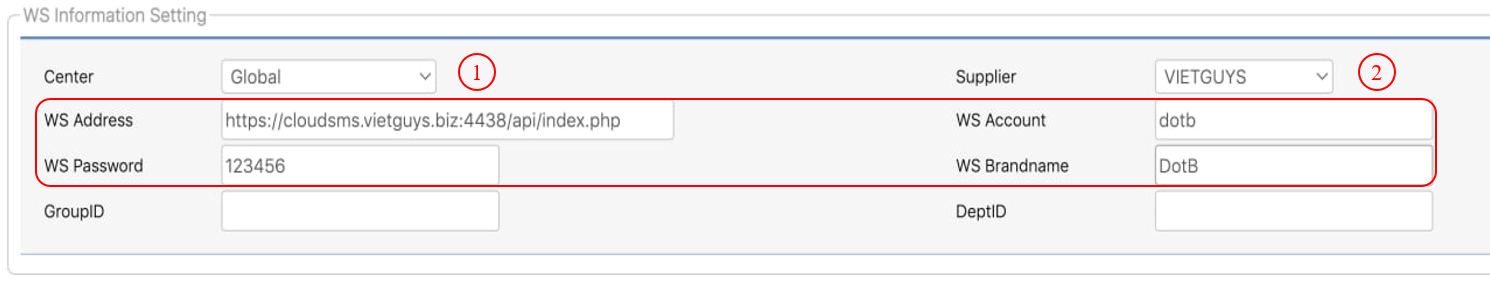 WS Information Setting
Center Global 1 Supplier VIETGUYS 2
WS Address https://cloudsms.vietguys.biz:4438/api/index.php WS Account dotb
WS Password 123456 WS Brandname DotB
GroupID DeptID